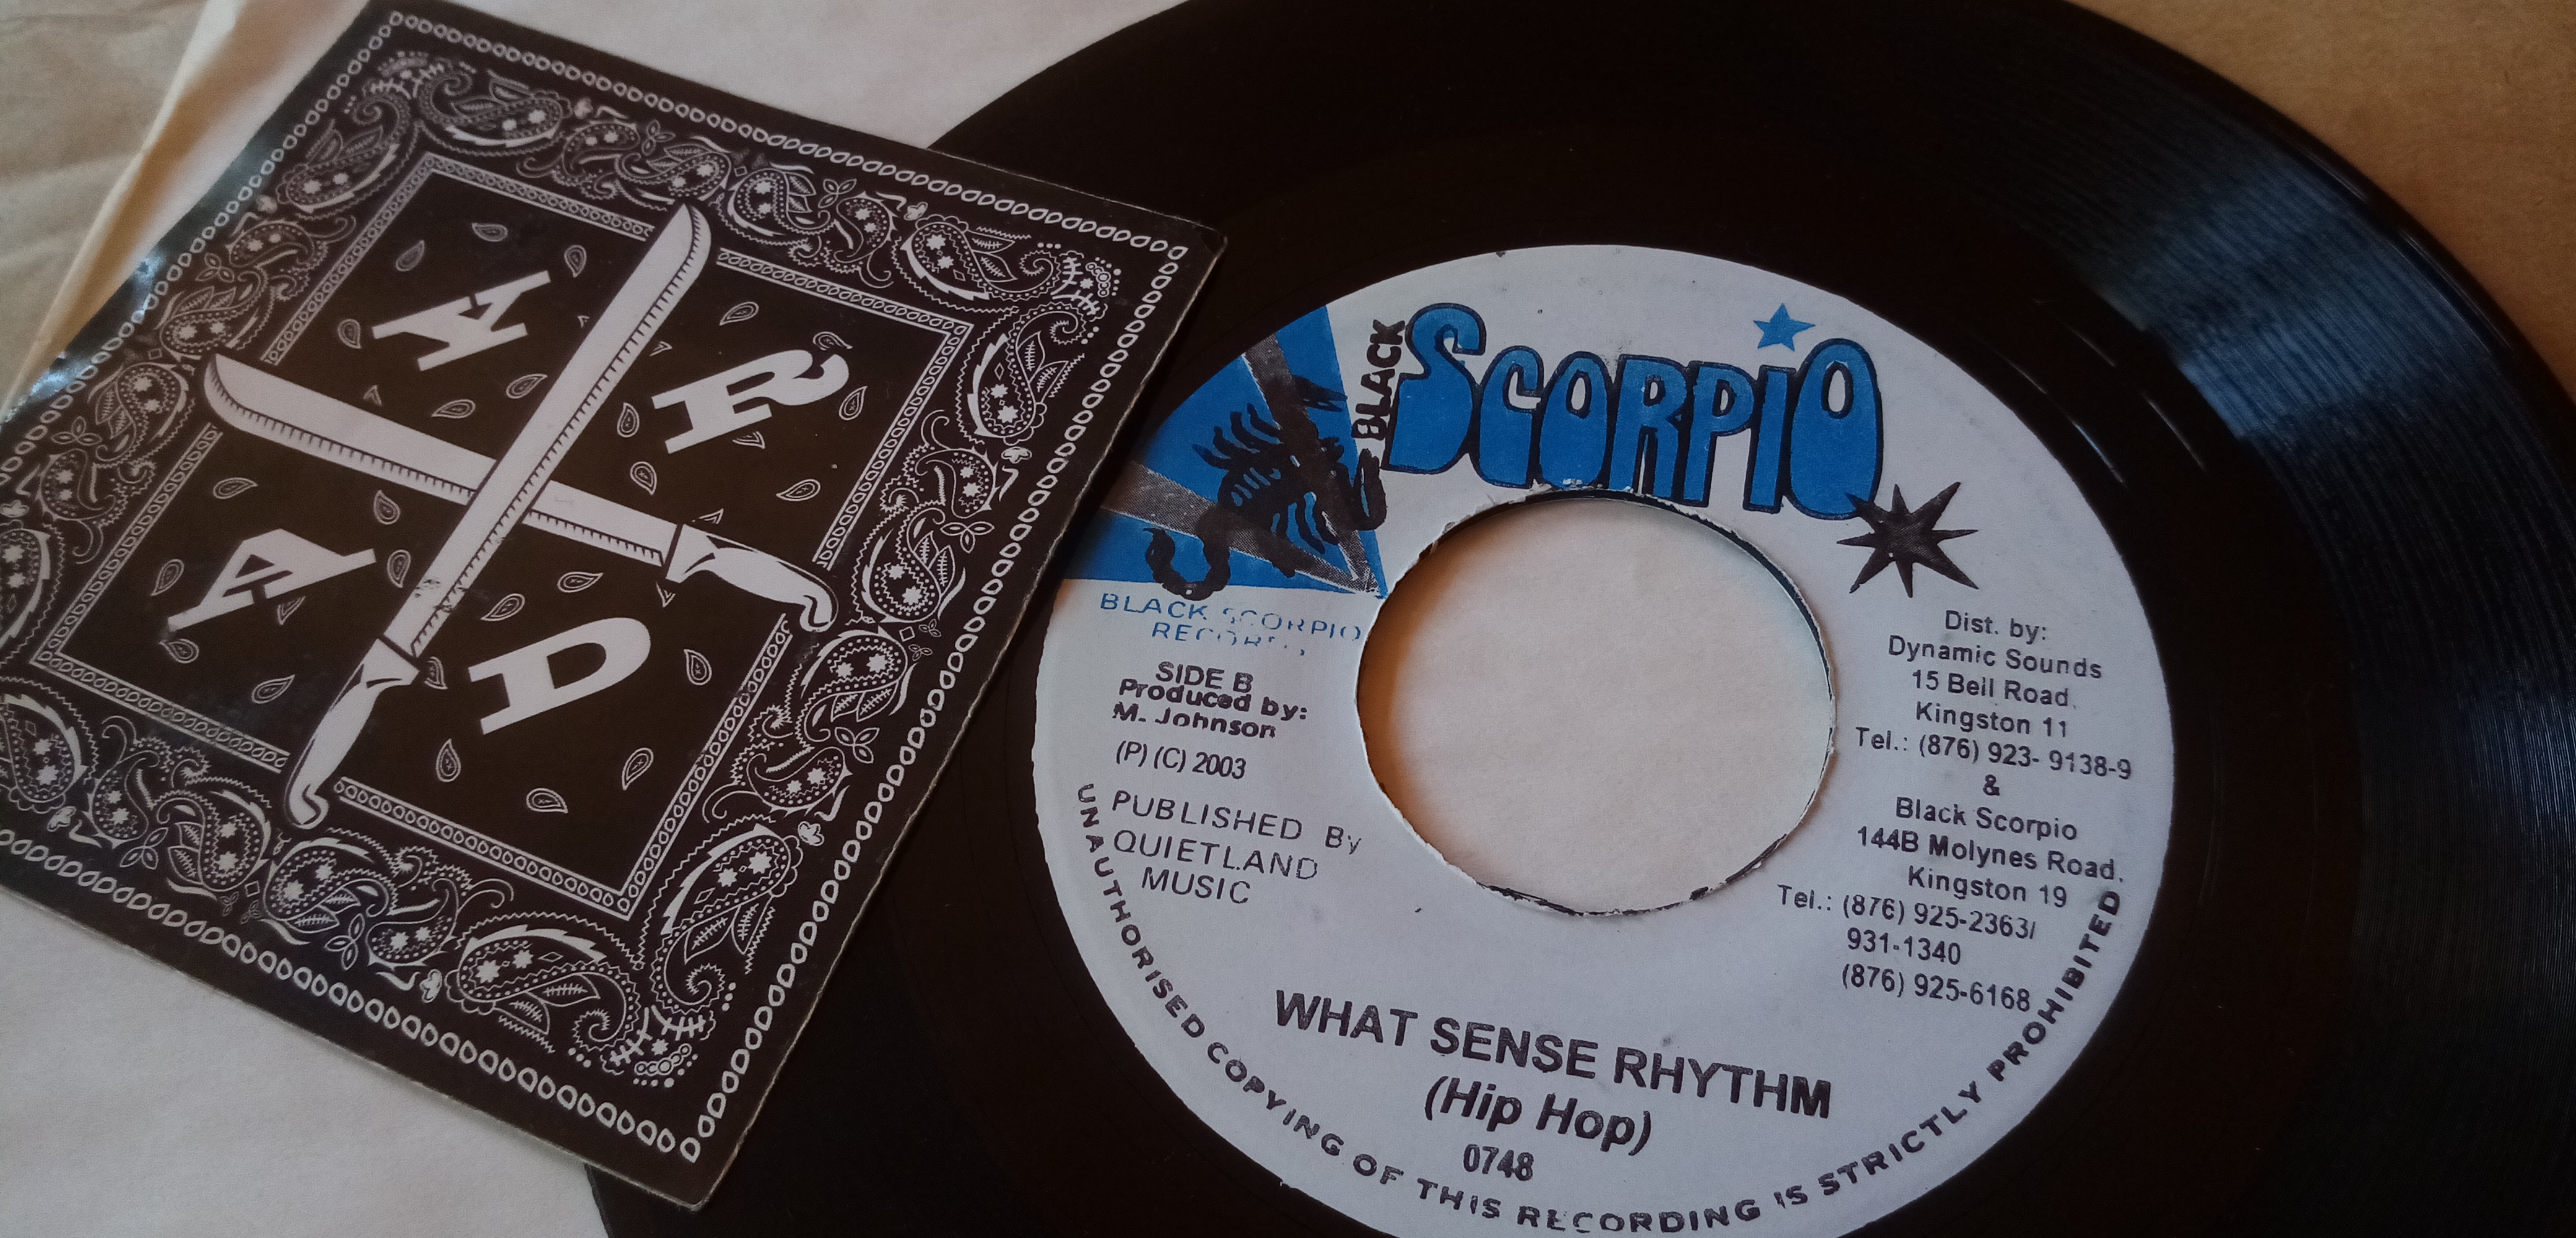 A R
A D
BLACK SCORPIO
BLACK SCORPIO
RECORDS
SIDE B
Produced by:
M. Johnson
(P) (C) 2003
PUBLISHED By
QUIETLAND
MUSIC
Dist. by:
Dynamic Sounds
15 Bell Road,
Kingston 11
Tel.: (876) 923- 9138-9
&
Black Scorpio
144B Molynes Road,
Kingston 19
Tel.: (876) 925-2363/
931-1340
(876) 925-6168
WHAT SENSE RHYTHM
(Hip Hop)
0748
UNAUTHORISED COPYING OF THIS RECORDING IS STRICTLY PROHIBITED